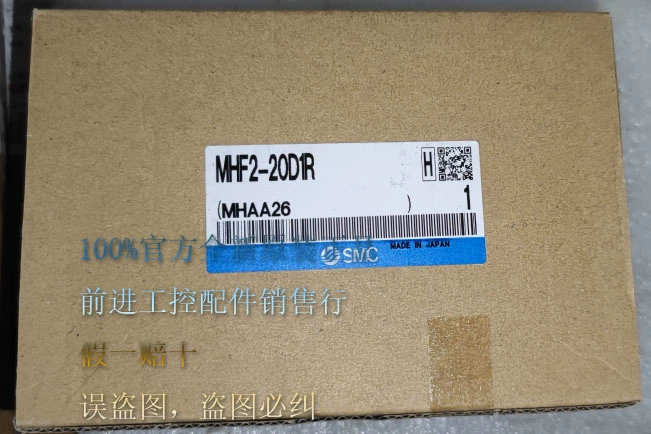 MHF2-20D1R
H
(MHAA26 )
1
MADE IN JAPAN
SMC
100%官方
前进工控配件销售行
假一赔十
误盗图，盗图必纠